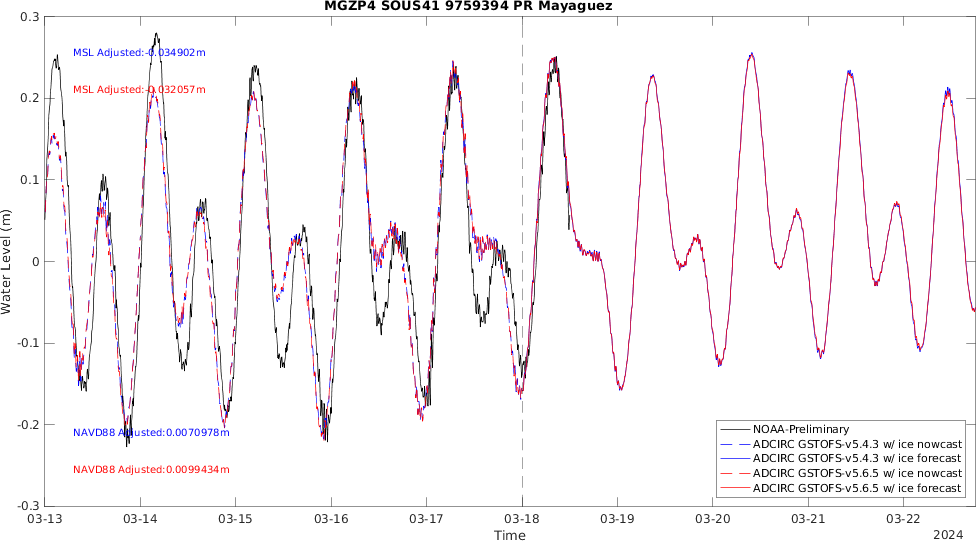 MGZP4 SOUS41 9759394 PR Mayaguez
0.3
MSL Adjusted:-0.034902m
0.2
MSL Adjusted:-0.032057m
0.1
Water Level (m)
0
-0.1
-0.2
NAVD88 Adjusted:0.0070978m
NAVD88 Adjusted:0.0099434m
-0.3
NOAA-Preliminary
ADCIRC GSTOFS-v5.4.3 w/ ice nowcast
ADCIRC GSTOFS-v5.4.3 w/ ice forecast
ADCIRC GSTOFS-v5.6.5 w/ ice nowcast
ADCIRC GSTOFS-v5.6.5 w/ ice forecast
03-13 03-14 03-15 03-16 03-17 03-18 03-19 03-20 03-21 03-22
Time
2024